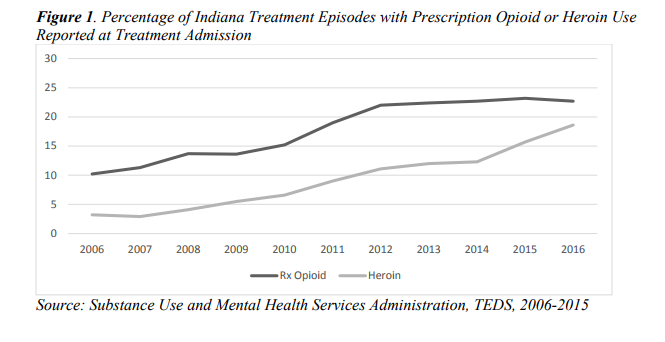 Figure 1. Percentage of Indiana Treatment Episodes with Prescription Opioid or Heroin Use
Reported at Treatment Admission
30
25
20
15
10
5
0
2006 2007 2008 2009 2010 2011 2012 2013 2014 2015 2016
Rx Opioid Heroin
Source: Substance Use and Mental Health Services Administration, TEDS, 2006-2015